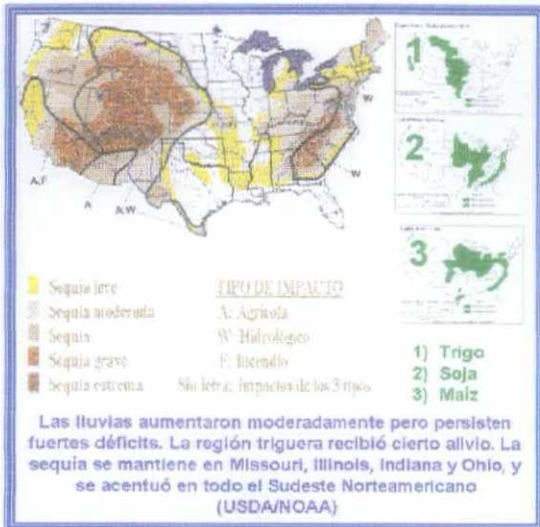 1
2
3
W
A,F
A
A,W
W
Sequía leve
Sequía moderada
Sequía
Sequía grave
Sequía extrema
TIPO DE IMPACTO
A: Agrícola
W: Hidrológico
F: Incendio
Sin letra: impactos de los 3 tipos
1) Trigo
2) Soja
3) Maíz
Las lluvias aumentaron moderadamente pero persisten
fuertes déficits. La región triguera recibió cierto alivio. La
sequía se mantiene en Missouri, Illinois, Indiana y Ohio, y
se acentuó en todo el Sudeste Norteamericano
(USDA/NOAA)